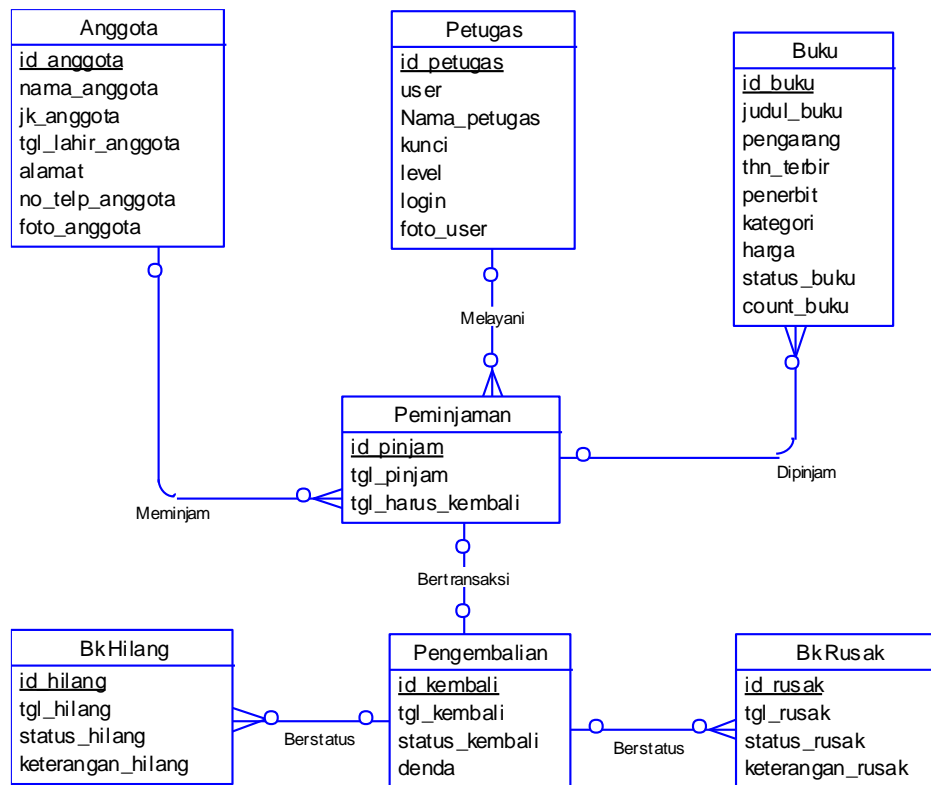 Anggota
id_anggota
nama_anggota
jk_anggota
tgl_lahir_anggota
alamat
no_telp_anggota
foto_anggota
Petugas
id_petugas
user
Nama_petugas
kunci
level
login
foto_user
Buku
id_buku
judul_buku
pengarang
thn_terbir
penerbit
kategori
harga
status_buku
count_buku
Melayani
Peminjaman
id_pinjam
tgl_pinjam
tgl_harus_kembali
Meminjam
Dipinjam
Bertransaksi
BkHilang
id_hilang
tgl_hilang
status_hilang
keterangan_hilang
Berstatus
Pengembalian
id_kembali
tgl_kembali
status_kembali
denda
Berstatus
BkRusak
id_rusak
tgl_rusak
status_rusak
keterangan_rusak